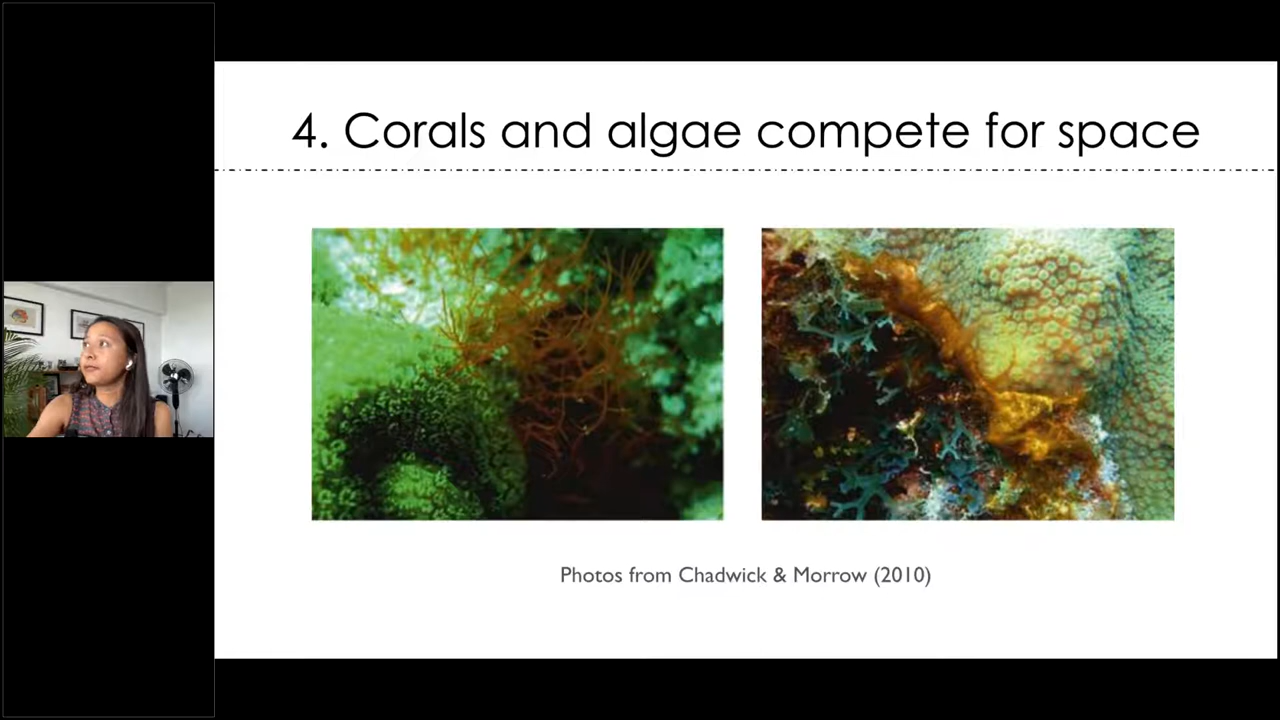 4. Corals and algae compete for space
Photos from Chadwick & Morrow (2010)